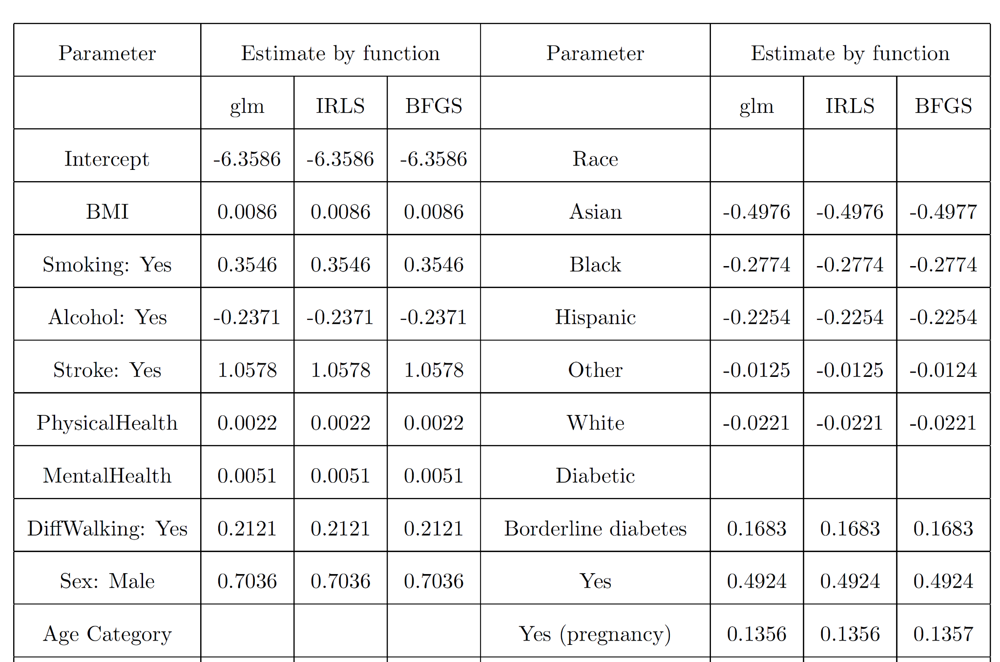 Parameter Estimate by function Parameter Estimate by function
glm IRLS BFGS glm IRLS BFGS
Intercept -6.3586 -6.3586 -6.3586 Race
BMI 0.0086 0.0086 0.0086 Asian -0.4976 -0.4976 -0.4977
Smoking: Yes 0.3546 0.3546 0.3546 Black -0.2774 -0.2774 -0.2774
Alcohol: Yes -0.2371 -0.2371 -0.2371 Hispanic -0.2254 -0.2254 -0.2254
Stroke: Yes 1.0578 1.0578 1.0578 Other -0.0125 -0.0125 -0.0124
PhysicalHealth 0.0022 0.0022 0.0022 White -0.0221 -0.0221 -0.0221
MentalHealth 0.0051 0.0051 0.0051 Diabetic
DiffWalking: Yes 0.2121 0.2121 0.2121 Borderline diabetes 0.1683 0.1683 0.1683
Sex: Male 0.7036 0.7036 0.7036 Yes 0.4924 0.4924 0.4924
Age Category Yes (pregnancy) 0.1356 0.1356 0.1357